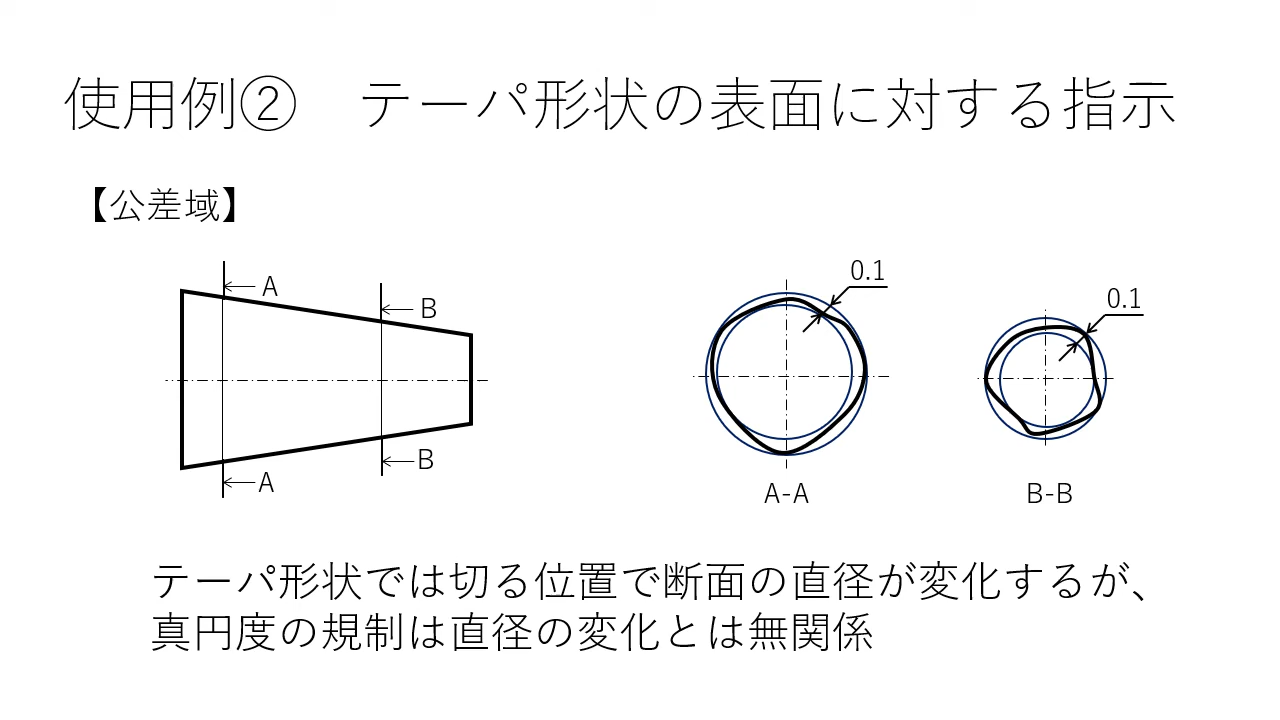 使用例②　テーパ形状の表面に対する指示
【公差域】
A
B
B
A
0.1
0.1
A-A
B-B
テーパ形状では切る位置で断面の直径が変化するが、
真円度の規制は直径の変化とは無関係